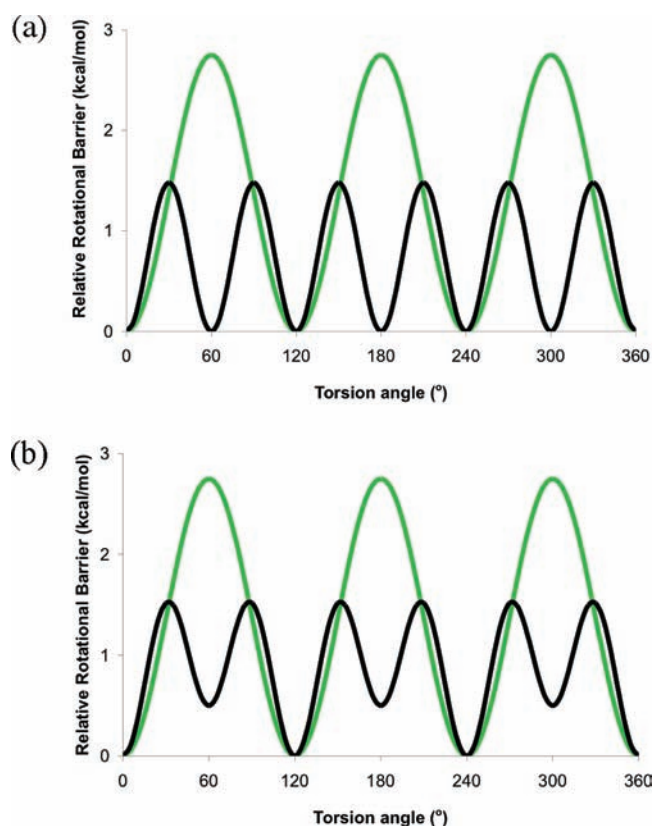 (a)
Relative Rotational Barrier (kcal/mol)
3
2
1
0
0 60 120 180 240 300 360
Torsion angle (°)
(b)
Relative Rotational Barrier (kcal/mol)
3
2
1
0
0 60 120 180 240 300 360
Torsion angle (°)